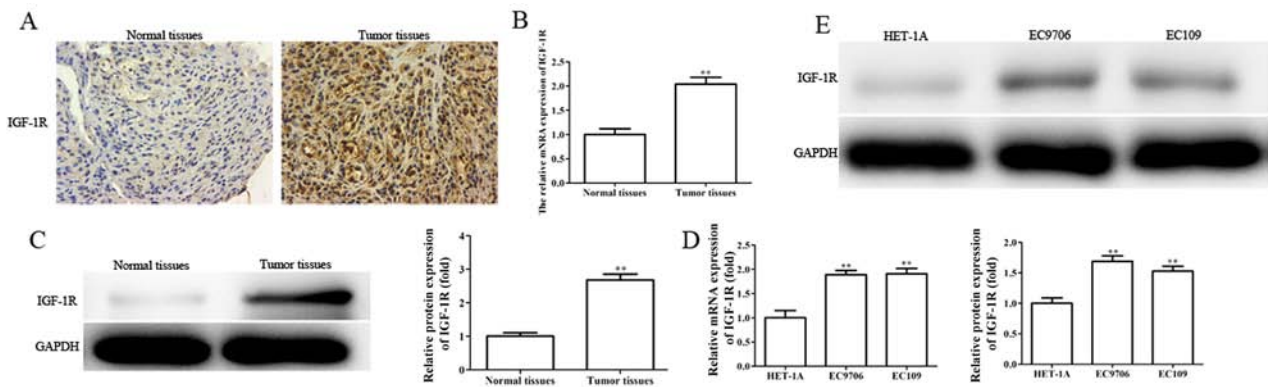 A
Normal tissues
Tumor tissues
IGF-1R
B
The relative mNRA expression of IGF-1R
2.5
2.0
1.5
1.0
0.5
0.0
**
Normal tissues
Tumor tissues
E
HET-1A
EC9706
EC109
IGF-1R
GAPDH
C
Normal tissues
Tumor tissues
IGF-1R
GAPDH
Relative protein expression
of IGF-1R (fold)
4
3
2
1
0
**
Normal tissues
Tumor tissues
D
Relative mRNA expression
of IGF-1R (fold)
2.5
2.0
1.5
1.0
0.5
0.0
**
**
HET-1A
EC9706
EC109
Relative protein expression
of IGF-1R (fold)
2.0
1.5
1.0
0.5
0.0
**
**
HET-1A
EC9706
EC109